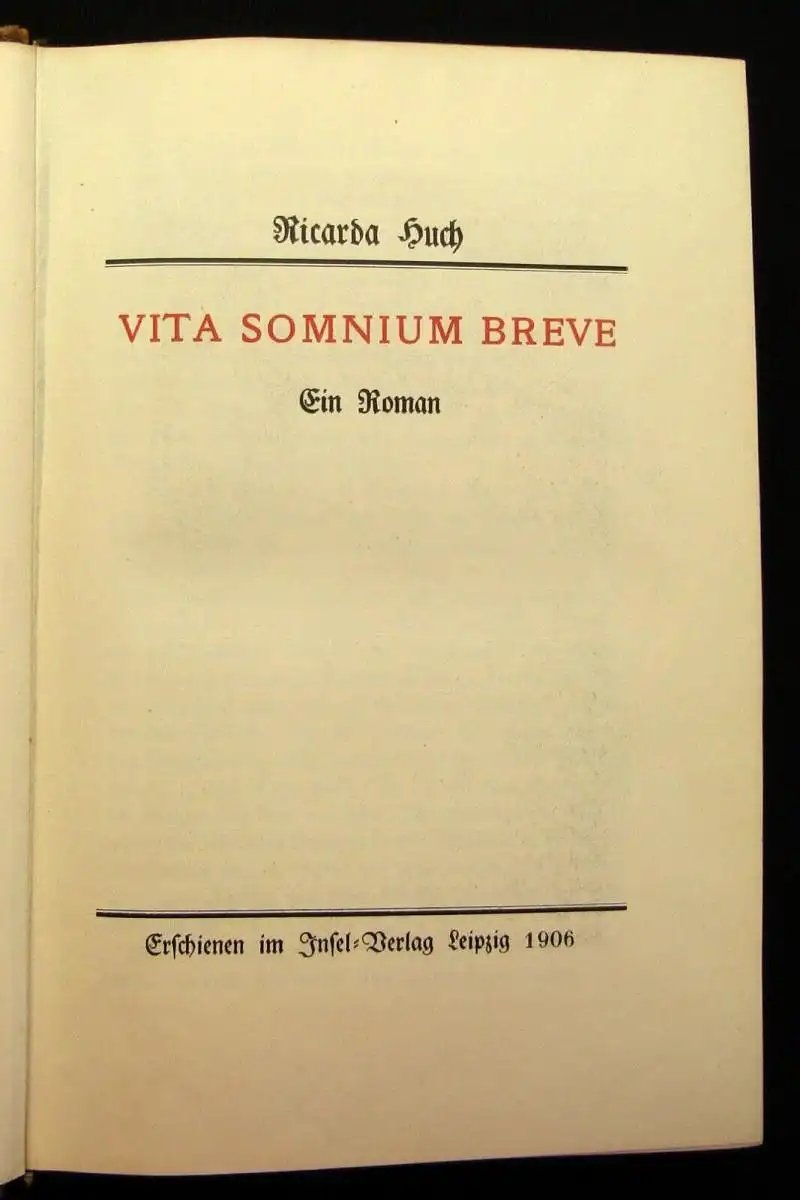 Ricarda Huch
VITA SOMNIUM BREVE
Ein Roman
Erſchienen im Inſel-Verlag Leipzig 1906